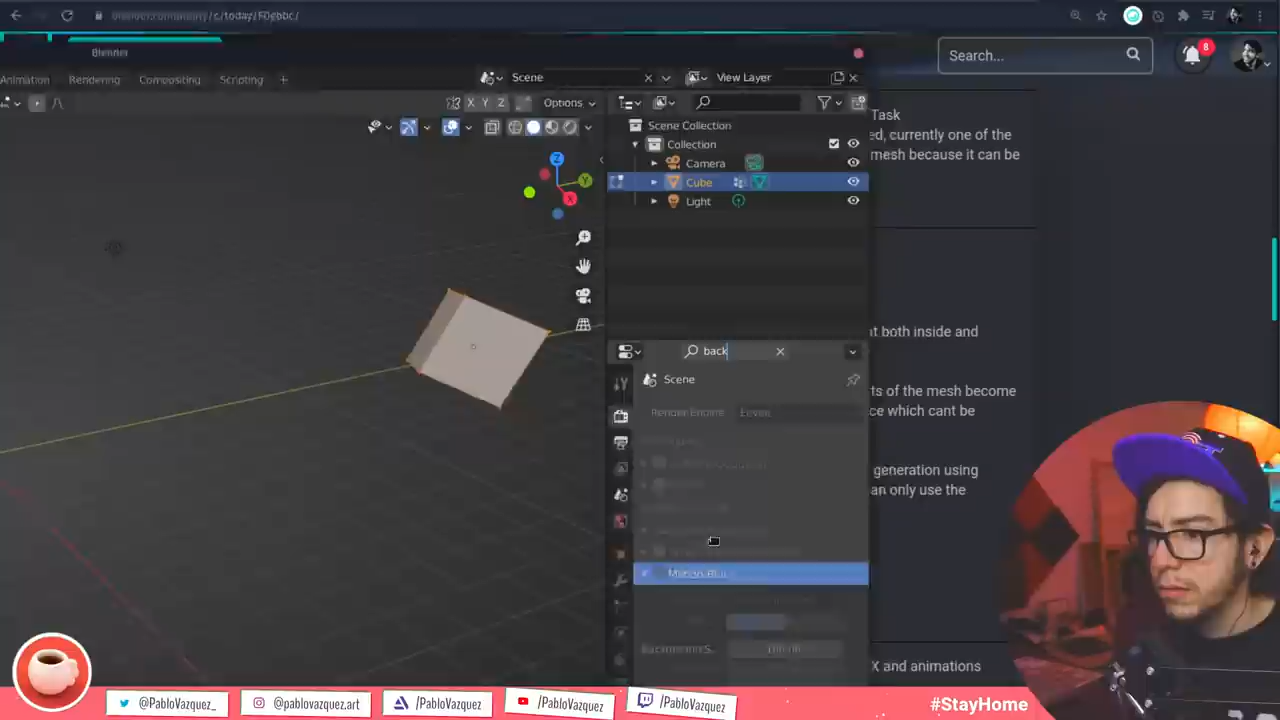 blender.community/c/today/
Blender
Search...
8
Animation
Rendering
Compositing
Scripting
+
Scene
View Layer
X Y Z
Options
Scene Collection
Collection
Camera
Cube
Light
Z
Y
X
back
Scene
Render Engine
Eevee
Motion Blur
Task
ed, currently one of the
mesh because it can be
at both inside and
ts of the mesh become
ce which cant be
generation using
an only use the
X and animations
@PabloVazquez_
@pablovazquez.art
/PabloVazquez
/PabloVazquez
/PabloVazquez
#StayHome